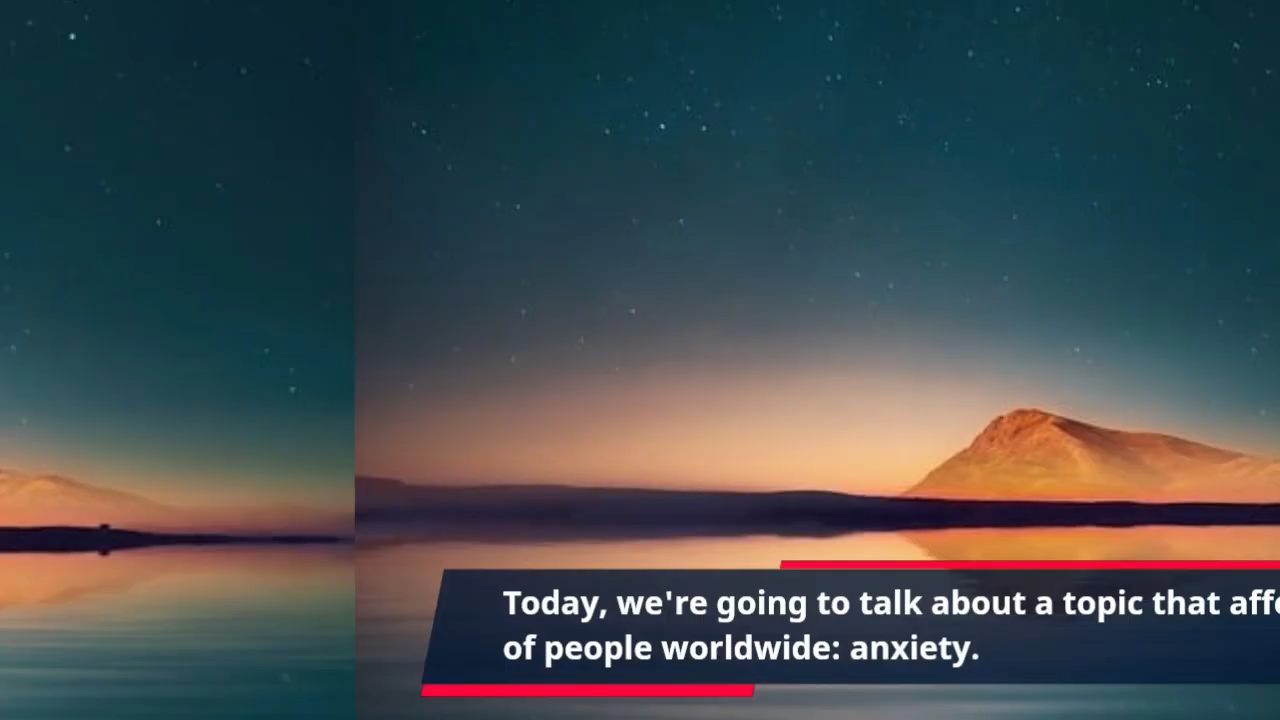 Today, we're going to talk about a topic that
of people worldwide: anxiety.